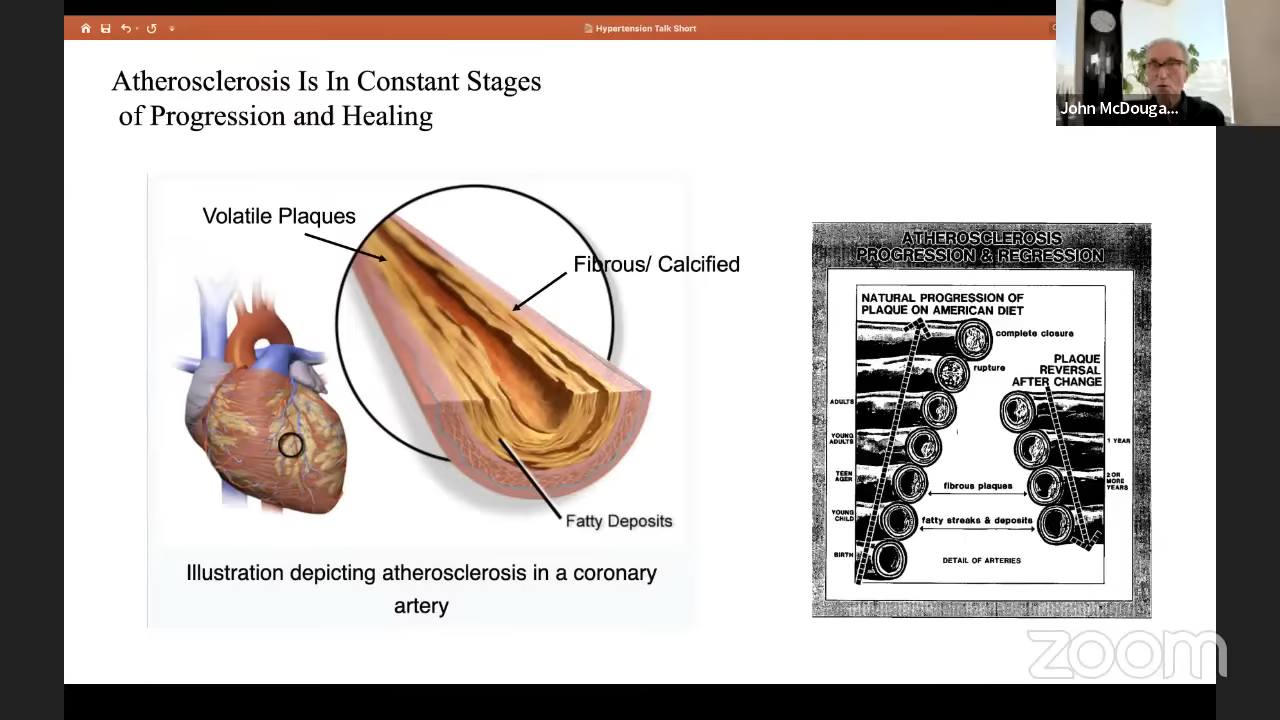 Hypertension Talk Short
John McDouga...
Atherosclerosis Is In Constant Stages
of Progression and Healing
Volatile Plaques
Fibrous/ Calcified
Fatty Deposits
Illustration depicting atherosclerosis in a coronary
artery
ATHEROSCLEROSIS
PROGRESSION & REGRESSION
NATURAL PROGRESSION OF
PLAQUE ON AMERICAN DIET
complete closure
rupture
PLAQUE
REVERSAL
AFTER CHANGE
ADULTS
YOUNG
ADULTS
1 YEAR
TEEN
AGER
2 OR
MORE
YEARS
fibrous plaques
YOUNG
CHILD
fatty streaks & deposits
BIRTH
DETAIL OF ARTERIES
zoom